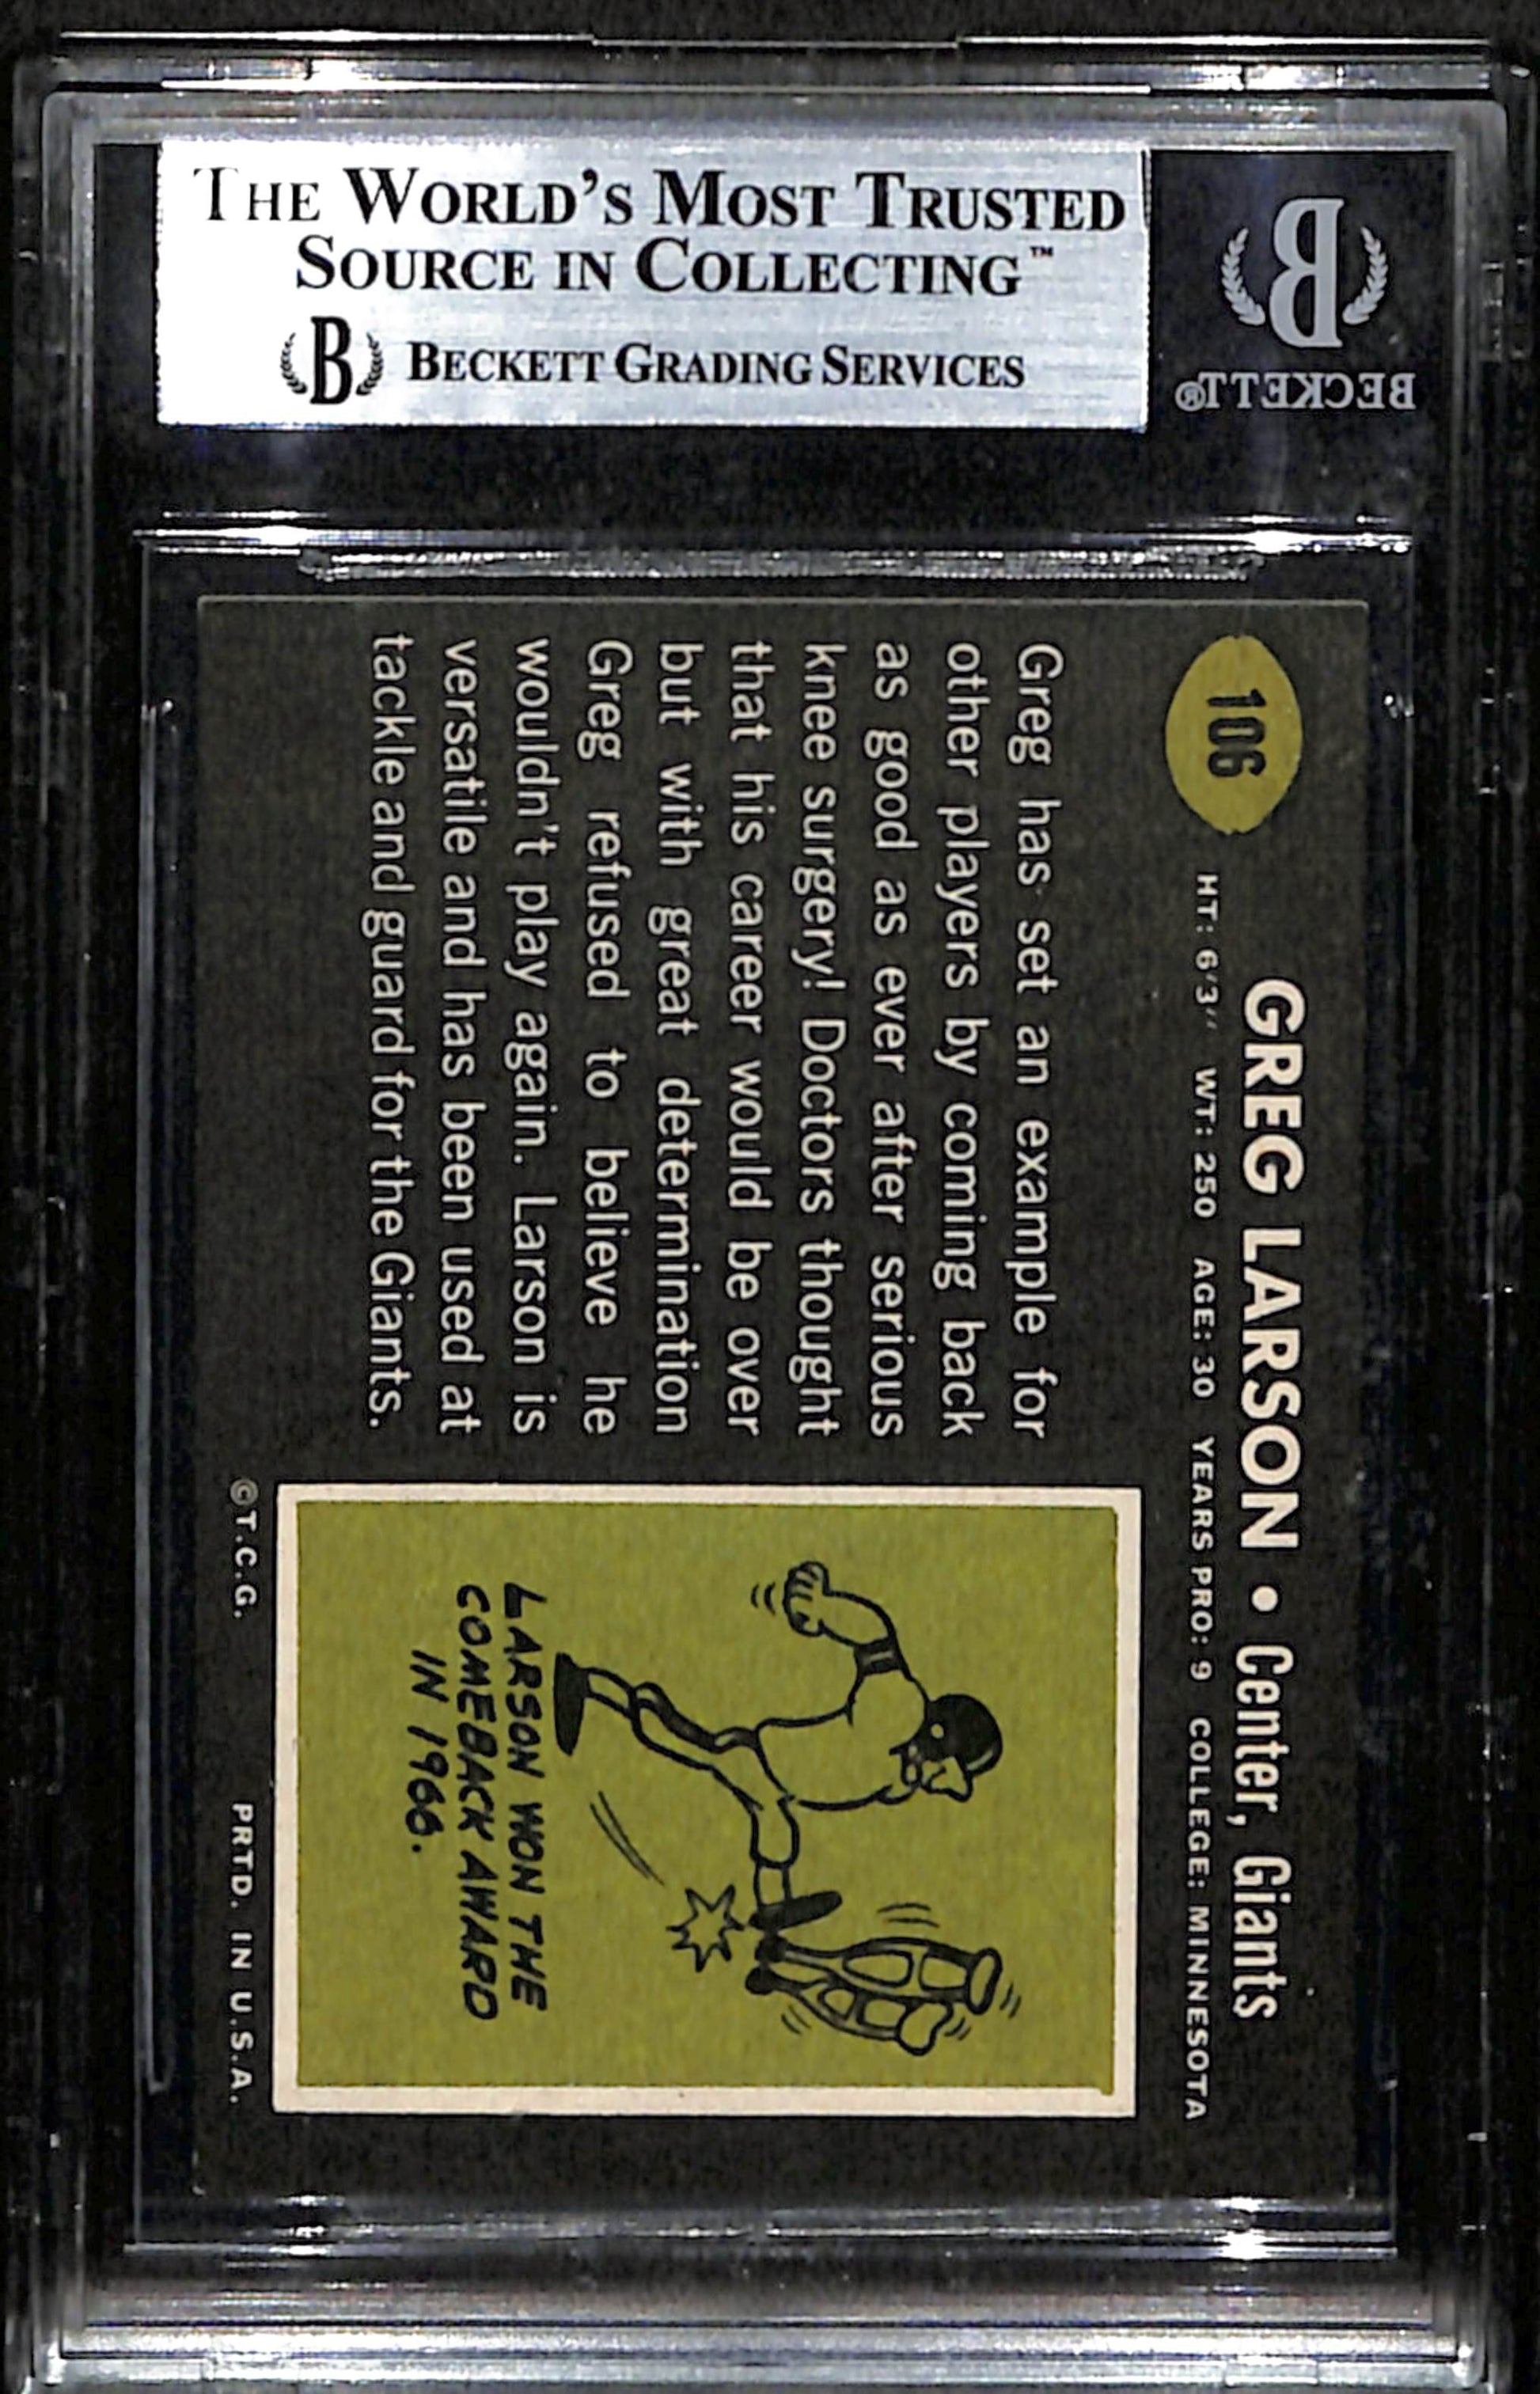 THE WORLD'S MOST TRUSTED
SOURCE IN COLLECTING™
B BECKETT GRADING SERVICES
B
BECKETT®
106
GREG LARSON • Center, Giants
HT: 6'3" WT: 250 AGE: 30 YEARS PRO: 9 COLLEGE: MINNESOTA
Greg has set an example for
other players by coming back
as good as ever after serious
knee surgery! Doctors thought
that his career would be over
but with great determination
Greg refused to believe he
wouldn't play again. Larson is
versatile and has been used at
tackle and guard for the Giants.
LARSON WON THE
COMEBACK AWARD
IN 1966.
©T.C.G. PRTD. IN U.S.A.